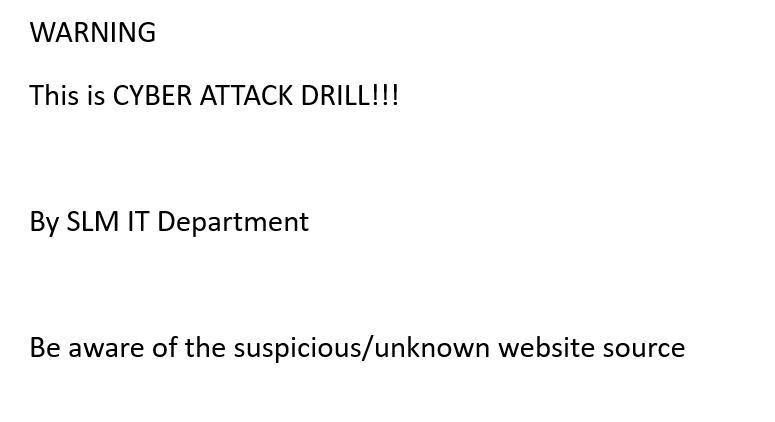 WARNING
This is CYBER ATTACK DRILL!!!
By SLM IT Department
Be aware of the suspicious/unknown website source